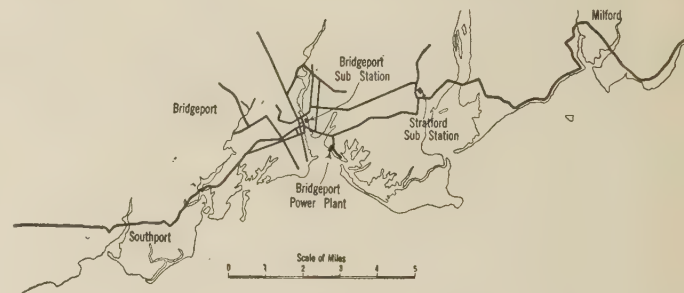 Milford
Bridgeport
Sub Station
Bridgeport
Stratford
Sub Station
Bridgeport
Power Plant
Southport
Scale of Miles
0 1 2 3 4 5